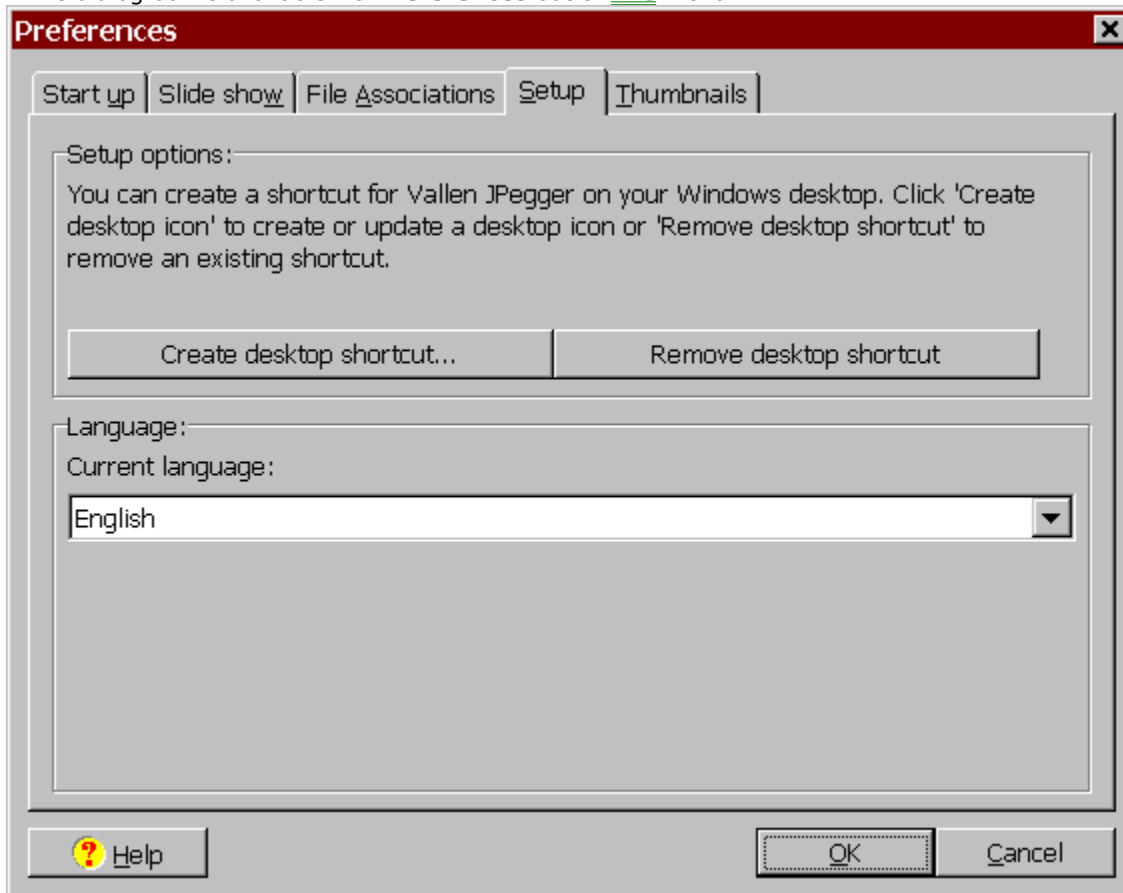 Preferences
Start up Slide show File Associations Setup Thumbnails
Setup options:
You can create a shortcut for Vallen JPegger on your Windows desktop. Click 'Create
desktop icon' to create or update a desktop icon or 'Remove desktop shortcut' to
remove an existing shortcut.
Create desktop shortcut... Remove desktop shortcut
Language:
Current language:
English
? Help OK Cancel